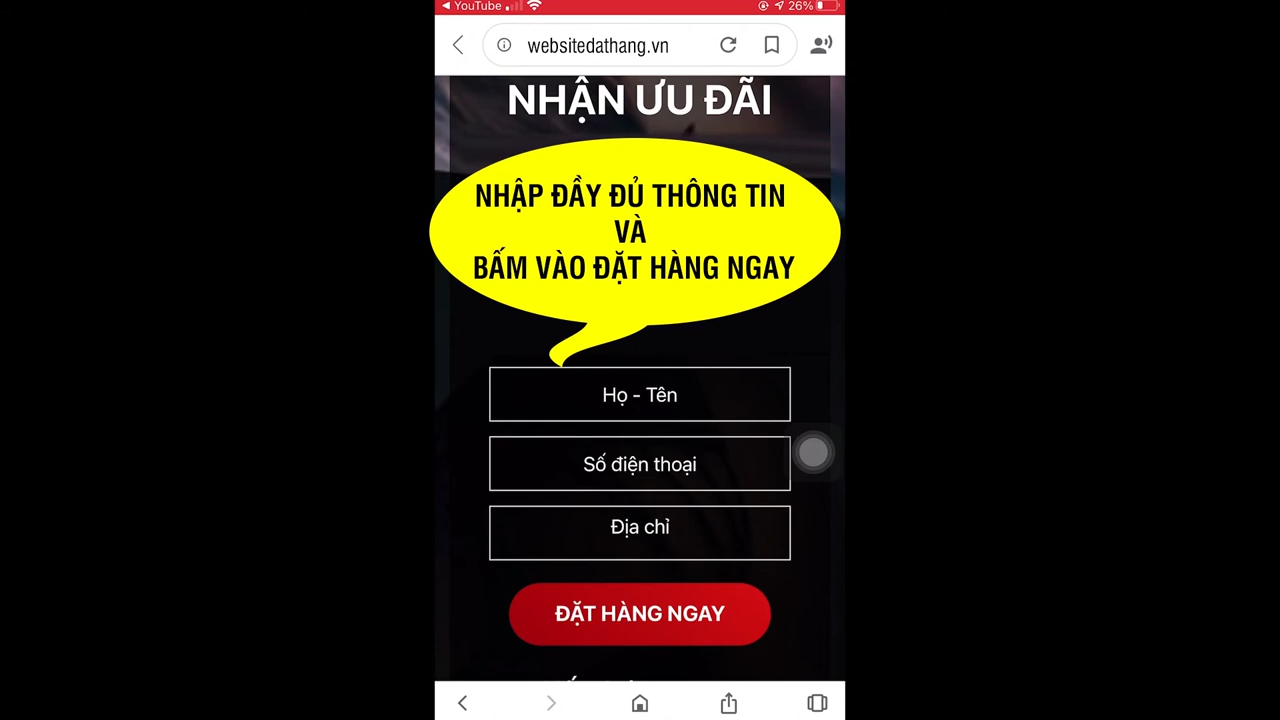 YouTube
26%
websitedathang.vn
NHẬN ƯU ĐÃI
NHẬP ĐẦY ĐỦ THÔNG TIN
VÀ
BẤM VÀO ĐẶT HÀNG NGAY
Họ - Tên
Số điện thoại
Địa chỉ
ĐẶT HÀNG NGAY